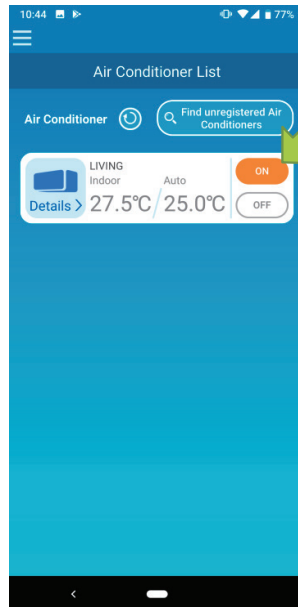 10:44 77%
Air Conditioner List
Air Conditioner
Find unregistered Air
Conditioners
LIVING
Indoor Auto
ON
Details > 27.5℃ 25.0℃
OFF